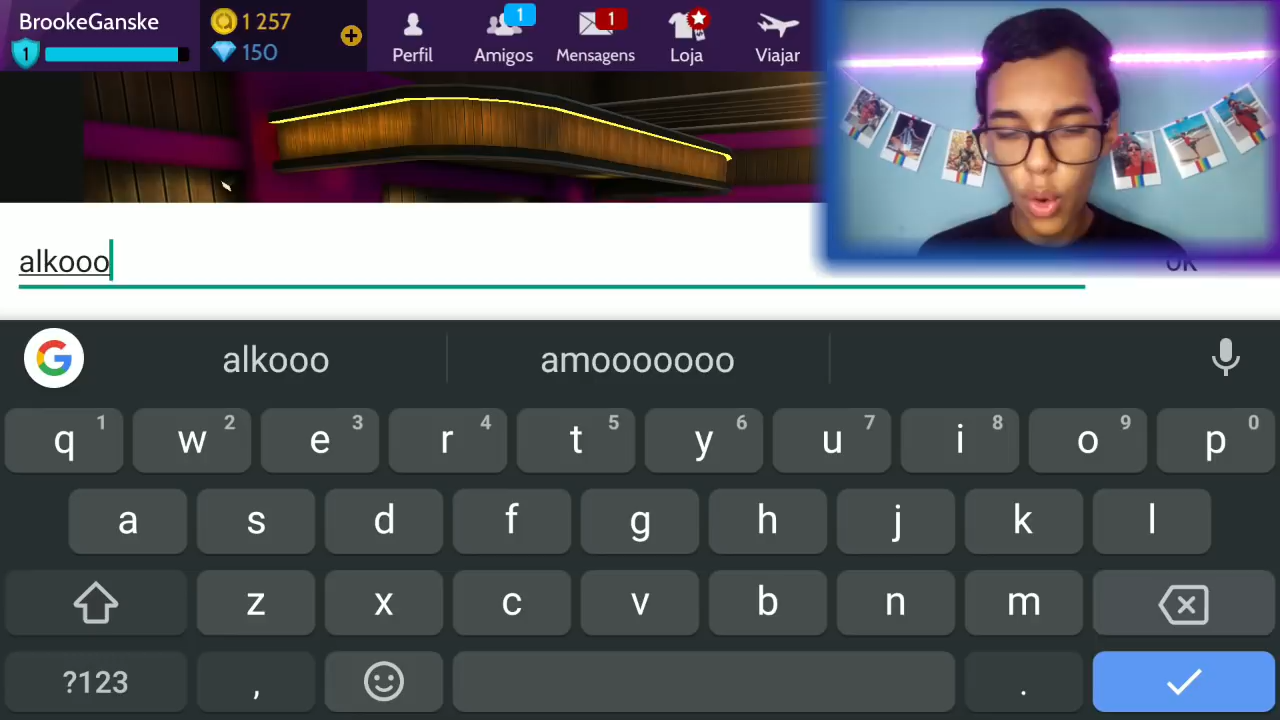 BrookeGanske
1 257
1
150
1
1
Perfil
Amigos
Mensagens
Loja
Viajar
alkooo
OK
alkooo
amooooooo
q 1 w 2 e 3 r 4 t 5 y 6 u 7 i 8 o 9 p 0
a s d f g h j k l
z x c v b n m
?123 , .